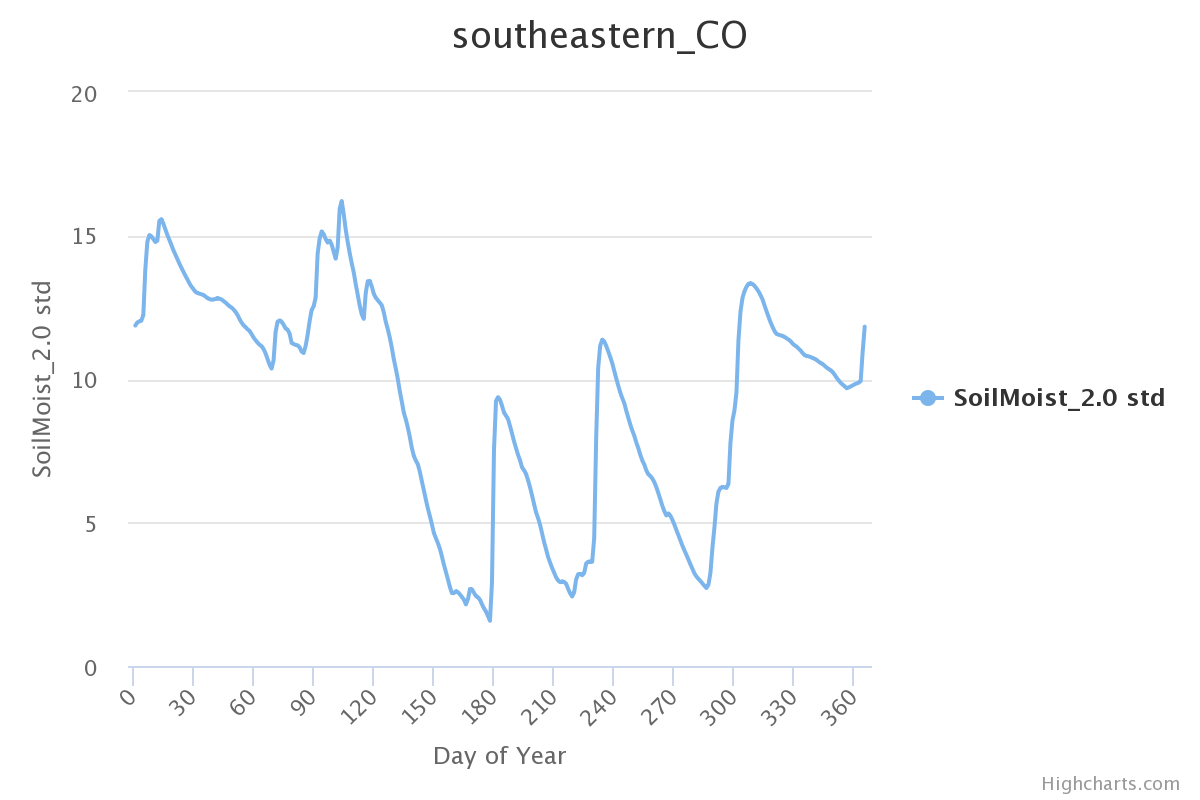 southeastern_CO
20
15
10
5
0
SoilMoist_2.0 std
0 30 60 90 120 150 180 210 240 270 300 330 360
Day of Year
SoilMoist_2.0 std
Highcharts.com